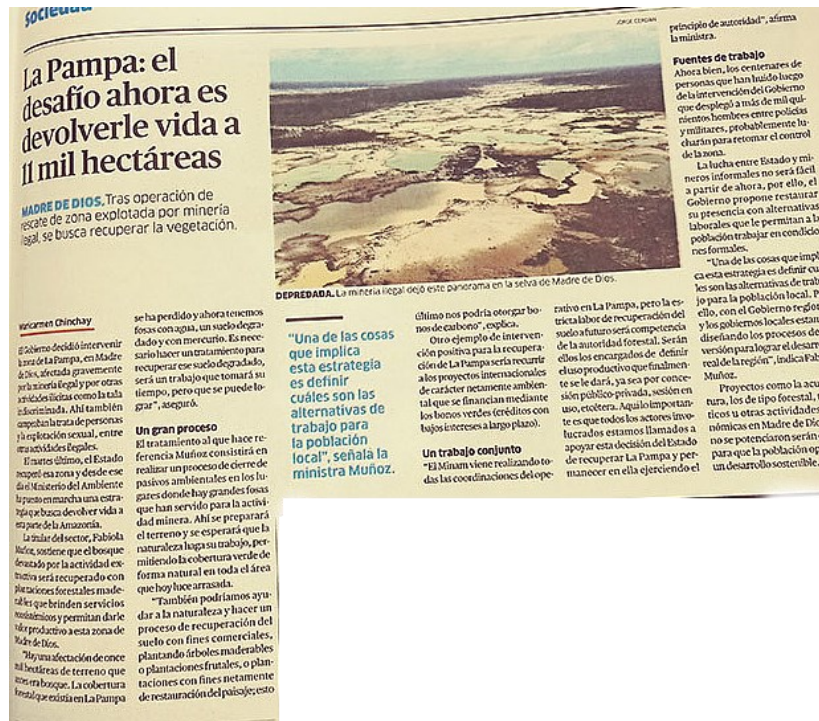 Sociedad
La Pampa: el
desafío ahora es
devolverle vida a
11 mil hectáreas
MADRE DE DIOS. Tras operación de
rescate de zona explotada por minería
ilegal, se busca recuperar la vegetación.
JORGE CERDAN
DEPREDADA. La minería ilegal dejó este panorama en la selva de Madre de Dios.
Maricarmen Chinchay
El Gobierno decidió intervenir
la zona de La Pampa, en Madre
de Dios, afectada gravemente
por la minería ilegal y por otras
actividades ilícitas como la tala
indiscriminada. Ahí también
campeaban la trata de personas
y la explotación sexual, entre
otras actividades ilegales.
El martes último, el Estado
recuperó esa zona y desde ese
día el Ministerio del Ambiente
ha puesto en marcha una estra-
tegia que busca devolver vida a
esta parte de la Amazonía.
La titular del sector, Fabiola
Muñoz, sostiene que el bosque
devastado por la actividad ex-
tractiva será recuperado con
plantaciones forestales made-
rables que brinden servicios
ecosistémicos y permitan darle
valor productivo a esta zona de
Madre de Dios.
"Hay una afectación de once
mil hectáreas de terreno que
antes era bosque. La cobertura
forestal que existía en La Pampa
se ha perdido y ahora tenemos
fosas con agua, un suelo degra-
dado y con mercurio. Es nece-
sario hacer un tratamiento para
recuperar ese suelo degradado,
será un trabajo que tomará su
tiempo, pero que se puede lo-
grar", aseguró.
Un gran proceso
El tratamiento al que hace re-
ferencia Muñoz consistirá en
realizar un proceso de cierre de
pasivos ambientales en los lu-
gares donde hay grandes fosas
que han servido para la activi-
dad minera. Ahí se preparará
el terreno y se esperará que la
naturaleza haga su trabajo, per-
mitiendo la cobertura verde de
forma natural en toda el área
que hoy luce arrasada.
"También podríamos ayu-
dar a la naturaleza y hacer un
proceso de recuperación del
suelo con fines comerciales,
plantando árboles maderables
o plantaciones frutales, o plan-
taciones con fines netamente
de restauración del paisaje; esto
"Una de las cosas
que implica
esta estrategia
es definir
cuáles son las
alternativas de
trabajo para
la población
local", señala la
ministra Muñoz.
último nos podría otorgar bo-
nos de carbono", explica.
Otro ejemplo de interven-
ción positiva para la recupera-
ción de La Pampa sería recurrir
a los proyectos internacionales
de carácter netamente ambien-
tal que se financian mediante
los bonos verdes (créditos con
bajos intereses a largo plazo).
Un trabajo conjunto
"El Minam viene realizando to-
das las coordinaciones del ope-
rativo en La Pampa, pero la es-
tricta labor de recuperación del
suelo a futuro será competencia
de la autoridad forestal. Serán
ellos los encargados de definir
el uso productivo que finalmen-
te se le dará, ya sea por conce-
sión público-privada, sesión en
uso, etcétera. Aquí lo importan-
te es que todos los actores invo-
lucrados estamos llamados a
apoyar esta decisión del Estado
de recuperar La Pampa y per-
manecer en ella ejerciendo el
principio de autoridad", afirma
la ministra.
Fuentes de trabajo
Ahora bien, los centenares de
personas que han huido luego
de la intervención del Gobierno
que desplegó a más de mil qui-
nientos hombres entre policías
y militares, probablemente lu-
charán para retomar el control
de la zona.
La lucha entre Estado y mi-
neros informales no será fácil
a partir de ahora, por ello, el
Gobierno propone restaurar
su presencia con alternativas
laborales que le permitan a la
población trabajar en condicio-
nes formales.
"Una de las cosas que impl
ca esta estrategia es definir cu
les son las alternativas de trab
jo para la población local. P
ello, con el Gobierno region
y los gobiernos locales estam
diseñando los procesos de
versión para lograr el desarr
real de la región", indica Fab
Muñoz.
Proyectos como la acu
tura, los de tipo forestal,
ticos u otras actividades
nómicas en Madre de Di
no se potenciaron serán
para que la población op
un desarrollo sostenible.